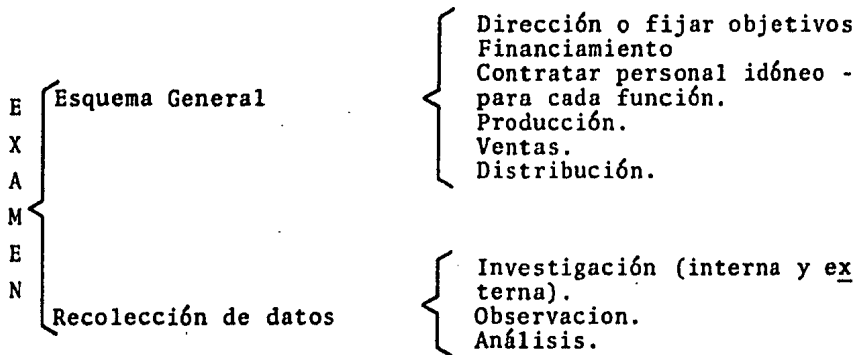 EXAMEN
Esquema General
Dirección o fijar objetivos
Financiamiento
Contratar personal idóneo -
para cada función.
Producción.
Ventas.
Distribución.
Recolección de datos
Investigación (interna y ex
terna).
Observacion.
Análisis.